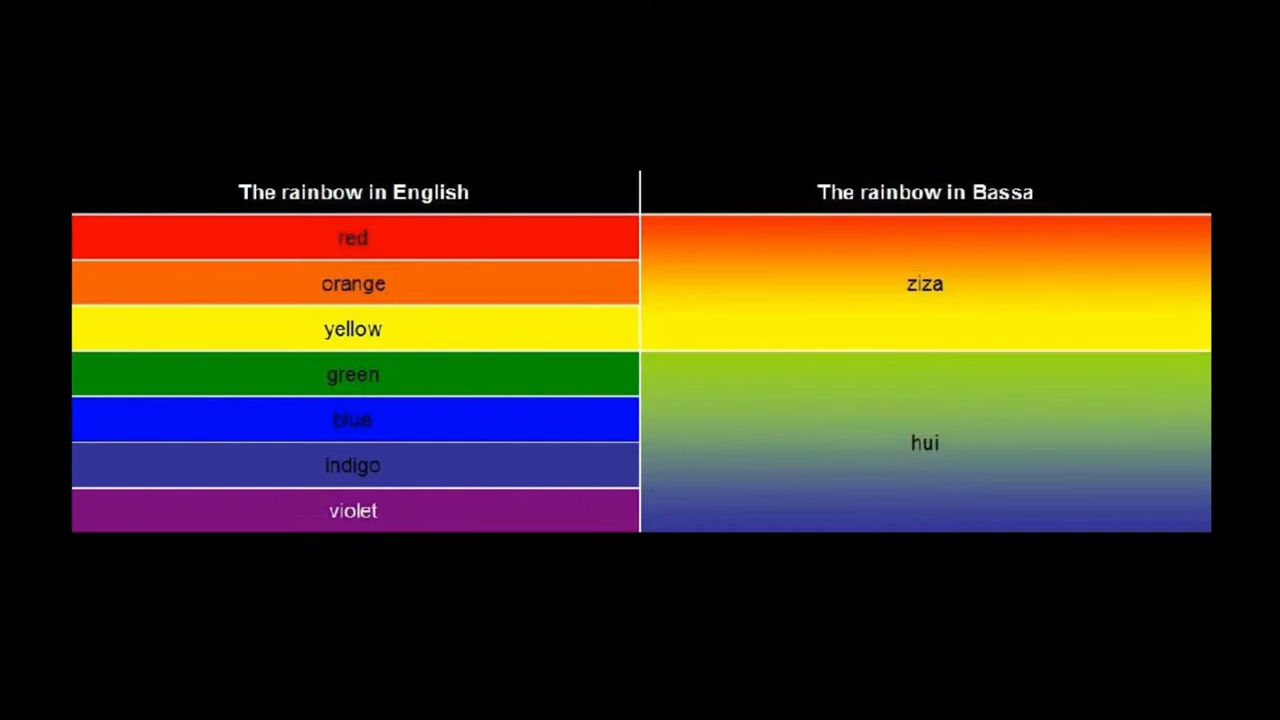 The rainbow in English
The rainbow in Bassa
red
orange
yellow
green
blue
indigo
violet
ziza
hui